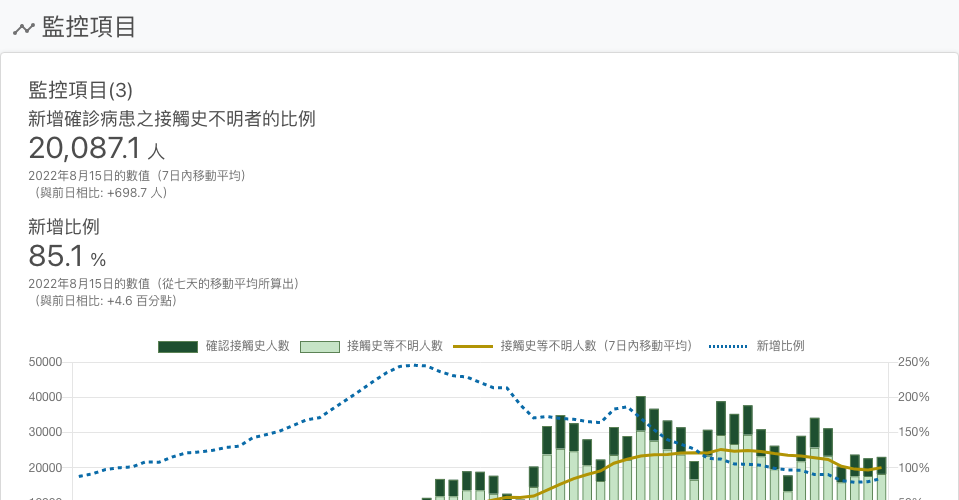 監控項目
監控項目(3)
新增確診病患之接觸史不明者的比例
20,087.1 人
2022年8月15日的數值（7日內移動平均）
（與前日相比: +698.7 人）
新增比例
85.1 %
2022年8月15日的數值（從七天的移動平均所算出）
（與前日相比: +4.6 百分點）
確認接觸史人數 接觸史等不明人數 接觸史等不明人數（7日內移動平均） 新增比例
50000 250%
40000 200%
30000 150%
20000 100%